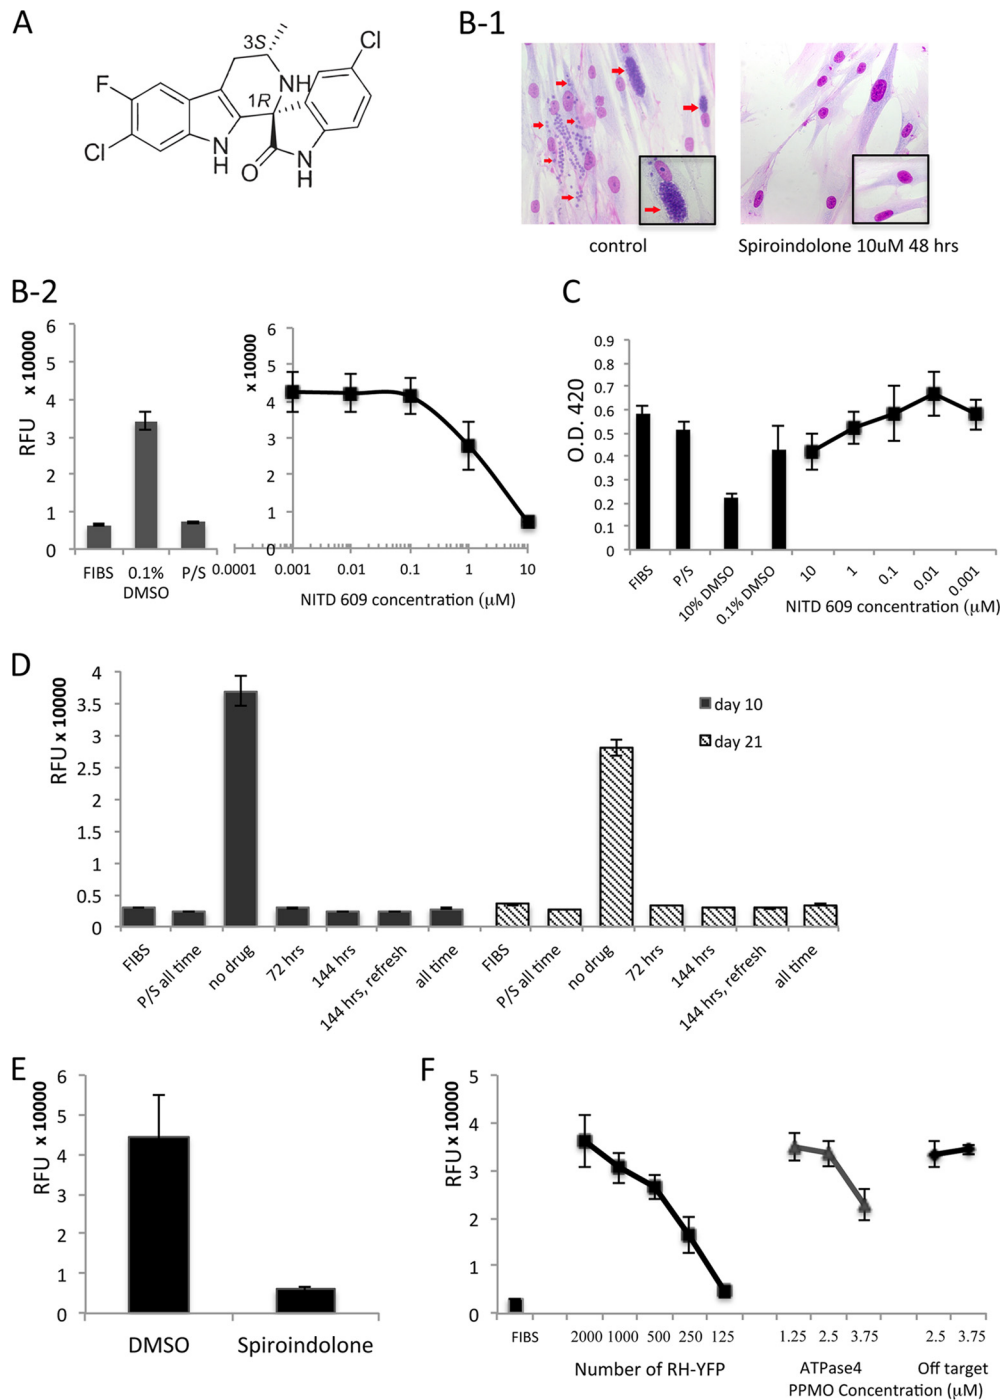 A
3S
Cl
F
NH
1R
Cl
N
H
O
N
H
B-1
control
Spiroindolone 10uM 48 hrs
B-2
RFU x 10000
6
5
4
3
2
1
0
FIBS
0.1% DMSO
P/S
x 10000
6
5
4
3
2
1
0
0.0001
0.001
0.01
0.1
1
10
NITD 609 concentration (μM)
C
O.D. 420
0.9
0.8
0.7
0.6
0.5
0.4
0.3
0.2
0.1
0
FIBS
P/S
10% DMSO
0.1% DMSO
10
1
0.1
0.01
0.001
NITD 609 concentration (μM)
D
RFU x 10000
4
3.5
3
2.5
2
1.5
1
0.5
0
day 10
day 21
FIBS
P/S all time
no drug
72 hrs
144 hrs
144 hrs, refresh
all time
FIBS
P/S all time
no drug
72 hrs
144 hrs
144 hrs, refresh
all time
E
RFU x 10000
6
5
4
3
2
1
0
DMSO
Spiroindolone
F
RFU x 10000
5
4
3
2
1
0
FIBS
2000 1000 500 250 125
Number of RH-YFP
1.25 2.5 3.75
ATPase4
2.5 3.75
Off target
PPMO Concentration (μM)